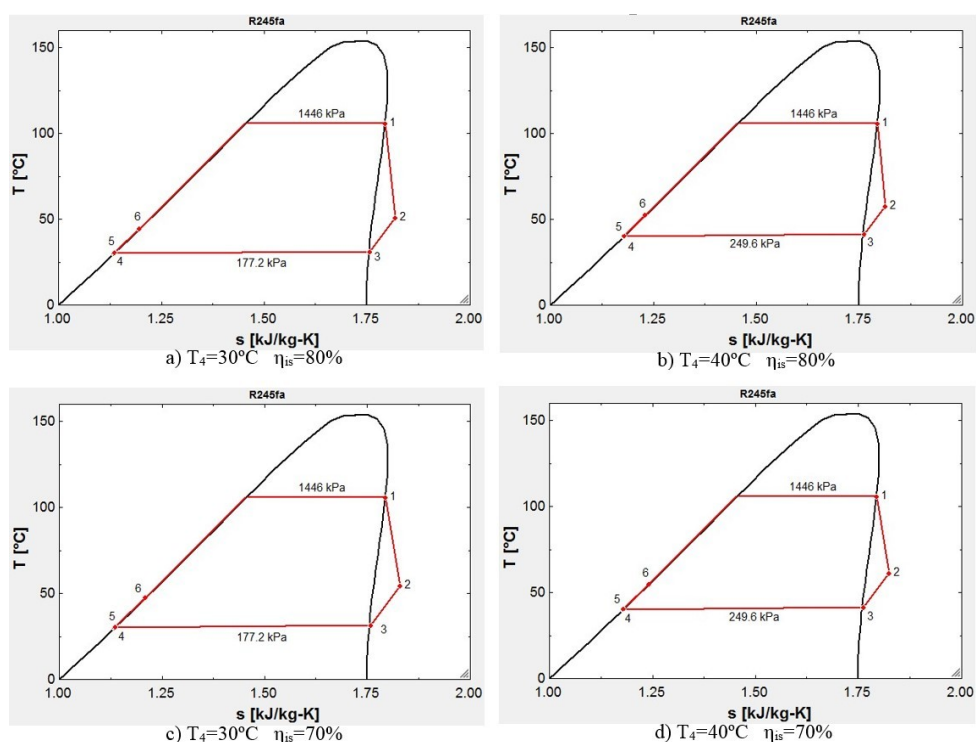 R245fa
150
100
50
0
T [ºC]
1446 kPa
1
2
3
4
5
6
177.2 kPa
1.00 1.25 1.50 1.75 2.00
s [kJ/kg-K]
a) T₄=30ºC ηᵢₛ=80%
R245fa
150
100
50
0
T [ºC]
1446 kPa
1
2
3
4
5
6
249.6 kPa
1.00 1.25 1.50 1.75 2.00
s [kJ/kg-K]
b) T₄=40ºC ηᵢₛ=80%
R245fa
150
100
50
0
T [ºC]
1446 kPa
1
2
3
4
5
6
177.2 kPa
1.00 1.25 1.50 1.75 2.00
s [kJ/kg-K]
c) T₄=30ºC ηᵢₛ=70%
R245fa
150
100
50
0
T [ºC]
1446 kPa
1
2
3
4
5
6
249.6 kPa
1.00 1.25 1.50 1.75 2.00
s [kJ/kg-K]
d) T₄=40ºC ηᵢₛ=70%